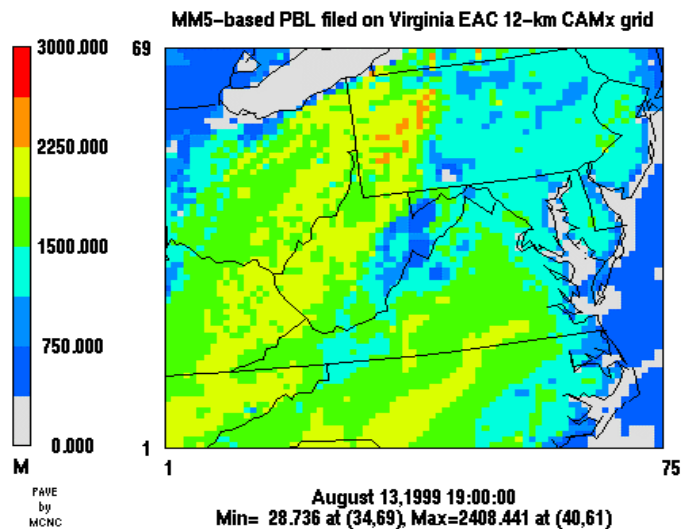 MM5-based PBL filed on Virginia EAC 12-km CAMx grid
3000.000
2250.000
1500.000
750.000
0.000
M
69
1
1
75
PAVE
by
MCNC
August 13,1999 19:00:00
Min= 28.736 at (34,69), Max=2408.441 at (40,61)